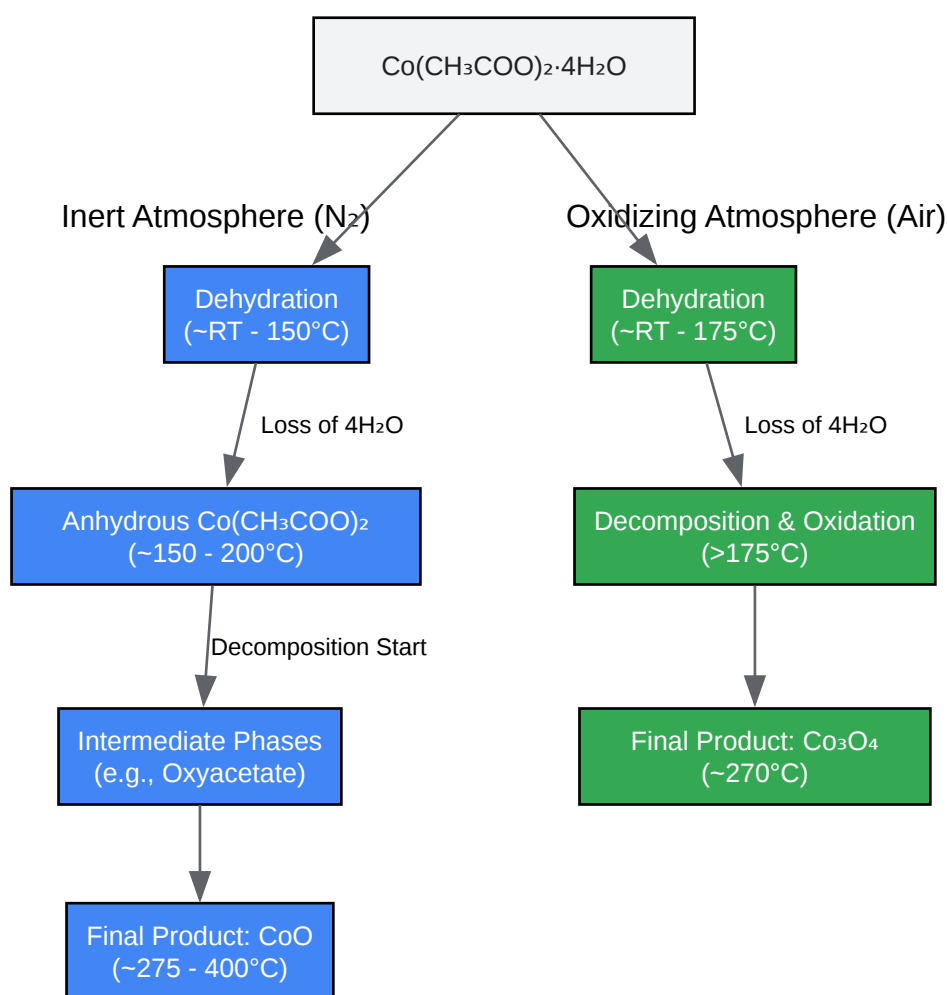 Co(CH₃COO)₂·4H₂O
Inert Atmosphere (N₂)
Oxidizing Atmosphere (Air)
Dehydration
(~RT - 150°C)
Dehydration
(~RT - 175°C)
Loss of 4H₂O
Loss of 4H₂O
Anhydrous Co(CH₃COO)₂
(~150 - 200°C)
Decomposition & Oxidation
(>175°C)
Decomposition Start
Intermediate Phases
(e.g., Oxyacetate)
Final Product: Co₃O₄
(~270°C)
Final Product: CoO
(~275 - 400°C)